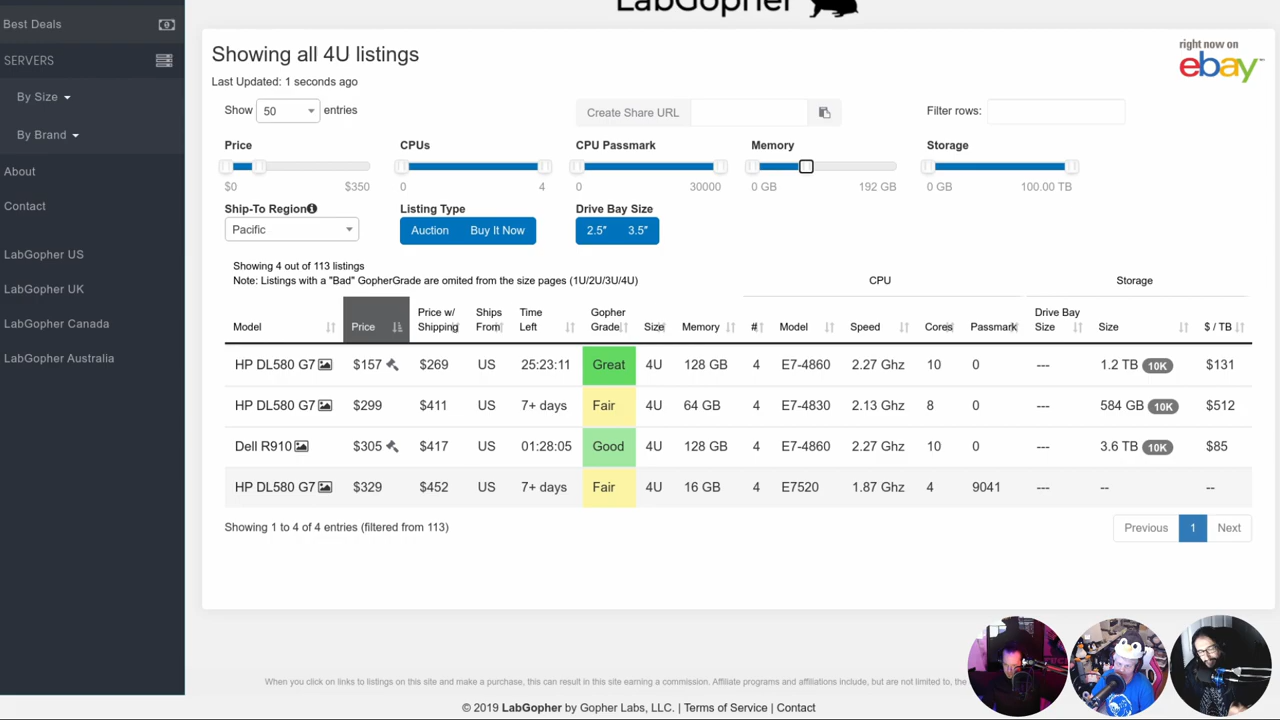 LabGopher
Best Deals
SERVERS
By Size
By Brand
About
Contact
LabGopher US
LabGopher UK
LabGopher Canada
LabGopher Australia
Showing all 4U listings
right now on
ebay™
Last Updated: 1 seconds ago
Show 50 entries
Create Share URL
Filter rows:
Price CPUs CPU Passmark Memory Storage
$0 $350 0 4 0 30000 0 GB 192 GB 0 GB 100.00 TB
Ship-To Region Listing Type Drive Bay Size
Pacific Auction Buy It Now 2.5″ 3.5″
Showing 4 out of 113 listings
Note: Listings with a "Bad" GopherGrade are omited from the size pages (1U/2U/3U/4U)
CPU Storage
Model Price Price w/ Shipping Ships From Time Left Gopher Grade Size Memory # Model Speed Cores Passmark Drive Bay Size Size $ / TB
HP DL580 G7 $157 $269 US 25:23:11 Great 4U 128 GB 4 E7-4860 2.27 Ghz 10 0 --- 1.2 TB 10K $131
HP DL580 G7 $299 $411 US 7+ days Fair 4U 64 GB 4 E7-4830 2.13 Ghz 8 0 --- 584 GB 10K $512
Dell R910 $305 $417 US 01:28:05 Good 4U 128 GB 4 E7-4860 2.27 Ghz 10 0 --- 3.6 TB 10K $85
HP DL580 G7 $329 $452 US 7+ days Fair 4U 16 GB 4 E7520 1.87 Ghz 4 9041 --- -- --
Showing 1 to 4 of 4 entries (filtered from 113)
Previous 1 Next
When you click on links to listings on this site and make a purchase, this can result in this site earning a commission. Affiliate programs and affiliations include, but are not limited to, the
© 2019 LabGopher by Gopher Labs, LLC. | Terms of Service | Contact